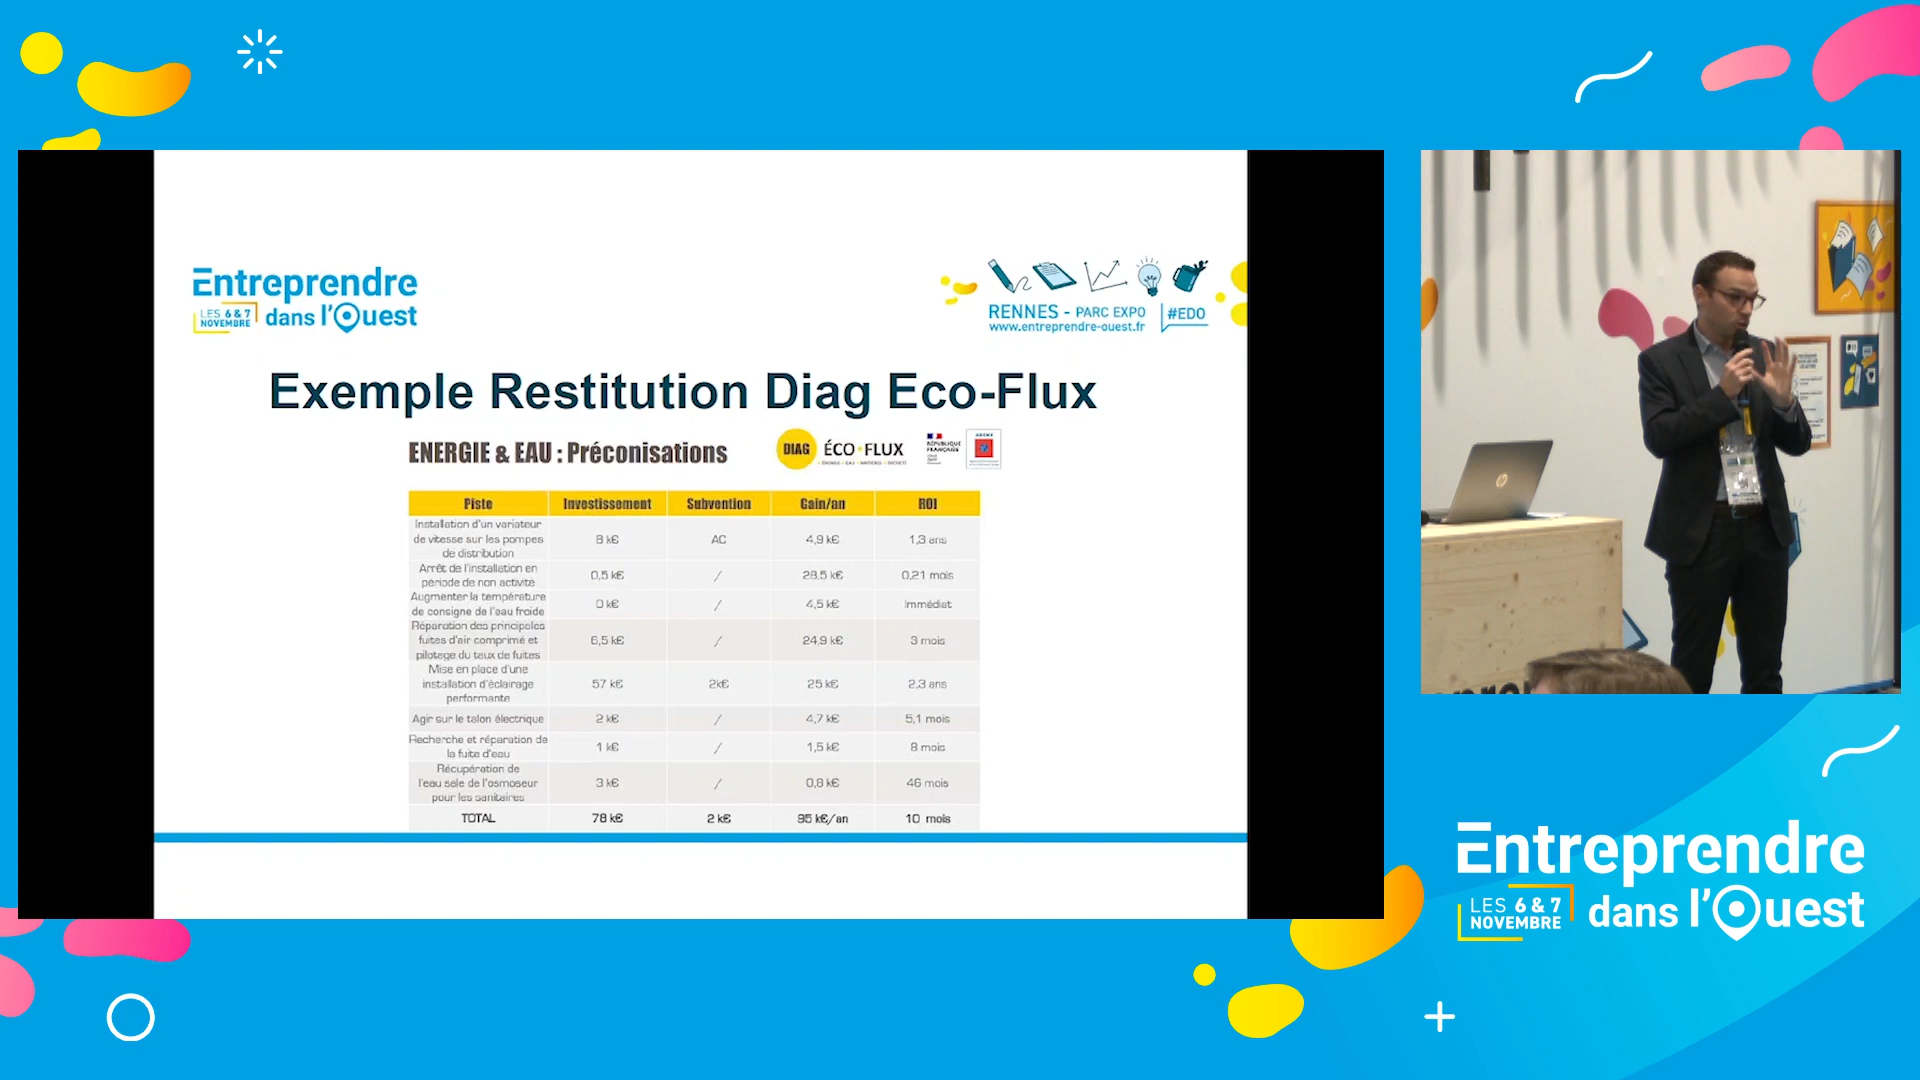 Entreprendre
LES 6 & 7
NOVEMBRE
dans l'Ouest
RENNES - PARC EXPO
www.entreprendre-ouest.fr
#EDO
Exemple Restitution Diag Eco-Flux
ENERGIE & EAU : Préconisations
DIAG ÉCO•FLUX
RÉPUBLIQUE
FRANÇAISE
ADEME
Piste Investissement Subvention Gain/an ROI
Installation d'un variateur
de vitesse sur les pompes
de distribution
8 k€ AC 4,9 k€ 1,3 ans
Arrêt de l'installation en
période de non activité
0,5 k€ / 28,5 k€ 0,21 mois
Augmenter la température
de consigne de l'eau froide
0 k€ / 4,5 k€ Immédiat
Réparation des principales
fuites d'air comprimé et
pilotage du taux de fuites
6,5 k€ / 24,9 k€ 3 mois
Mise en place d'une
installation d'éclairage
performante
57 k€ 2k€ 25 k€ 2,3 ans
Agir sur le talon électrique
2 k€ / 4,7 k€ 5,1 mois
Recherche et réparation de
la fuite d'eau
1 k€ / 1,5 k€ 8 mois
Récupération de
l'eau sale de l'osmoseur
pour les sanitaires
3 k€ / 0,8 k€ 46 mois
TOTAL 78 k€ 2 k€ 95 k€/an 10 mois
Entreprendre
LES 6 & 7
NOVEMBRE
dans l'Ouest